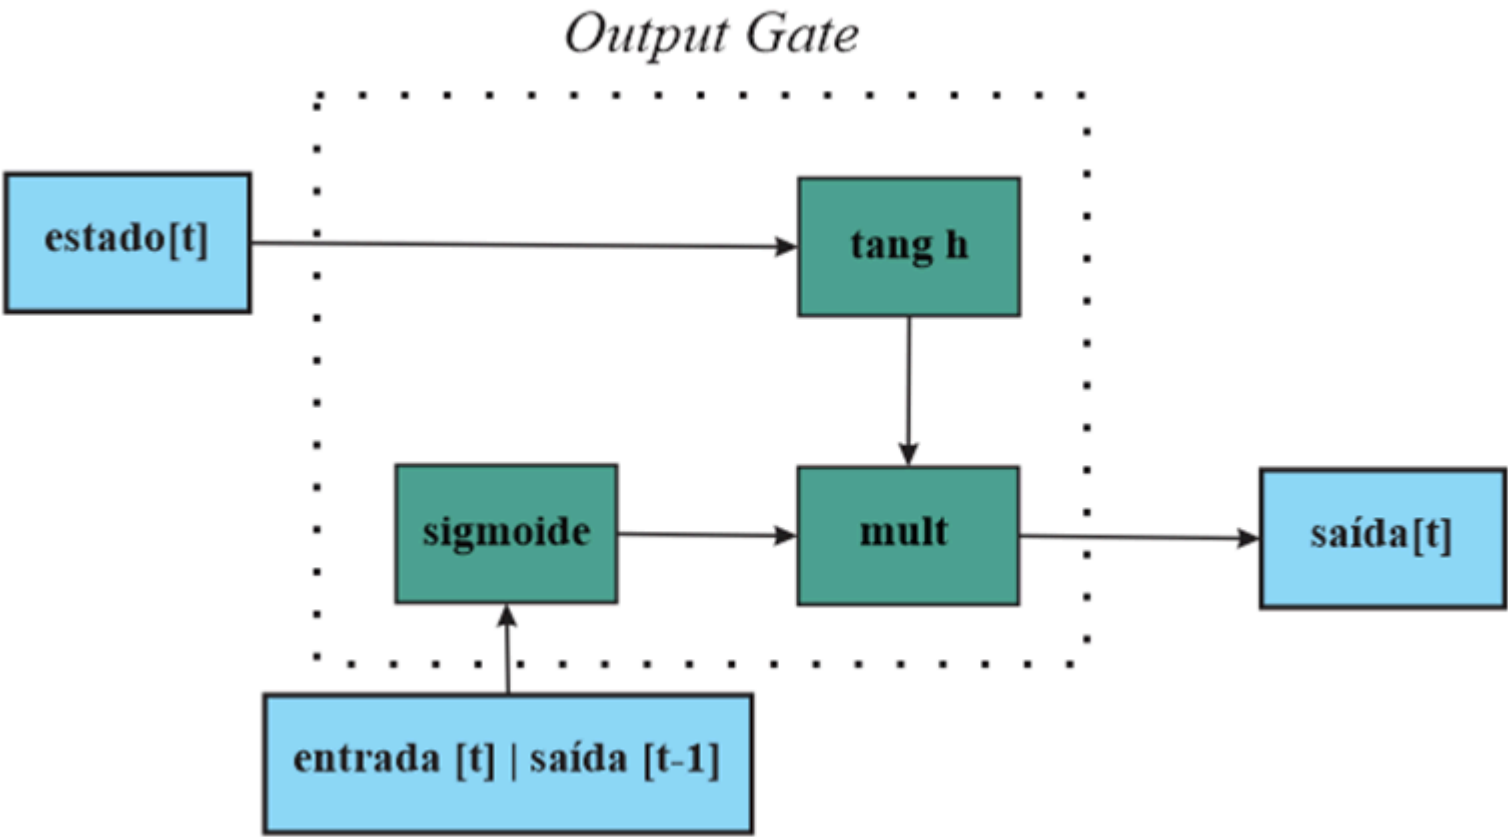 Output Gate
estado[t]
tang h
sigmoide
mult
saída[t]
entrada [t] | saída [t-1]